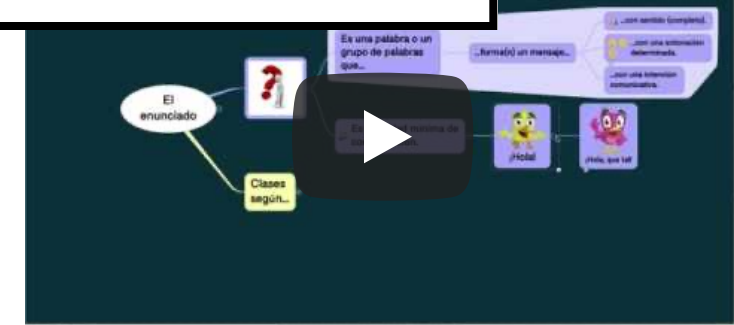 ...con sentido (completo).
Es una palabra o un
grupo de palabras
que...
...forma(n) un mensaje...
...con una entonación
determinada.
...con una intención
comunicativa.
El
enunciado
¡Hola!
¡Hola, que tal!
Clases
según...